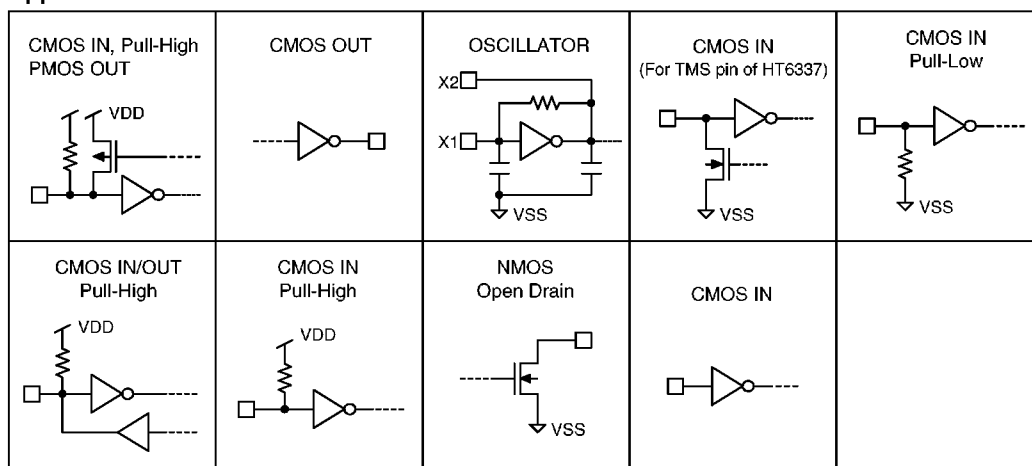 CMOS IN, Pull-High
PMOS OUT
VDD
CMOS OUT
OSCILLATOR
X2
X1
VSS
CMOS IN
(For TMS pin of HT6337)
VSS
CMOS IN
Pull-Low
VSS
CMOS IN/OUT
Pull-High
VDD
CMOS IN
Pull-High
VDD
NMOS
Open Drain
VSS
CMOS IN